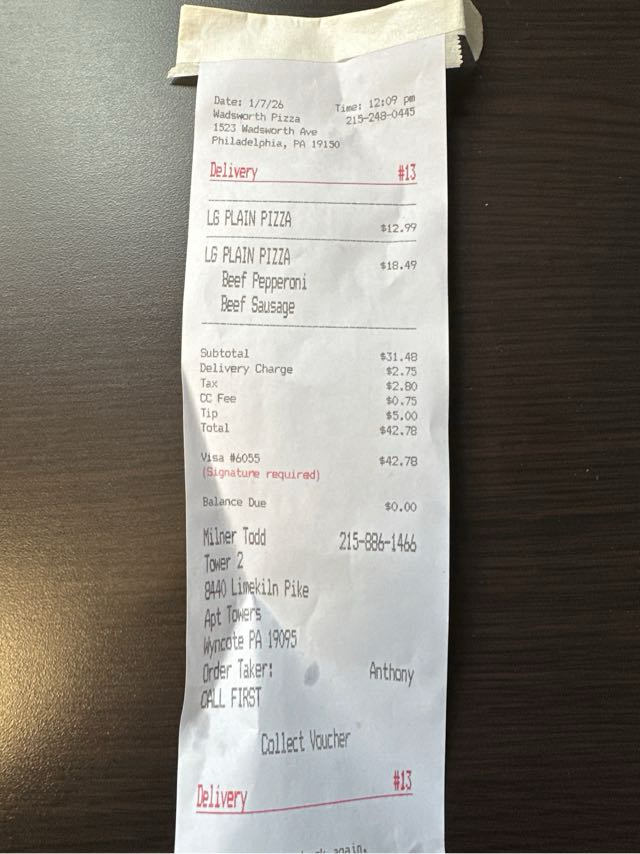 Date: 1/7/26 Time: 12:09 pm
Wadsworth Pizza 215-248-0445
1523 Wadsworth Ave
Philadelphia, PA 19150
Delivery #13
LG PLAIN PIZZA $12.99
LG PLAIN PIZZA $18.49
Beef Pepperoni
Beef Sausage
Subtotal $31.48
Delivery Charge $2.75
Tax $2.80
CC Fee $0.75
Tip $5.00
Total $42.78
Visa #6055 $42.78
(Signature required)
Balance Due $0.00
Milner Todd 215-886-1466
Tower 2
8440 Limekiln Pike
Apt Towers
Wyncote PA 19095
Order Taker: Anthony
CALL FIRST
Collect Voucher
Delivery #13
again.